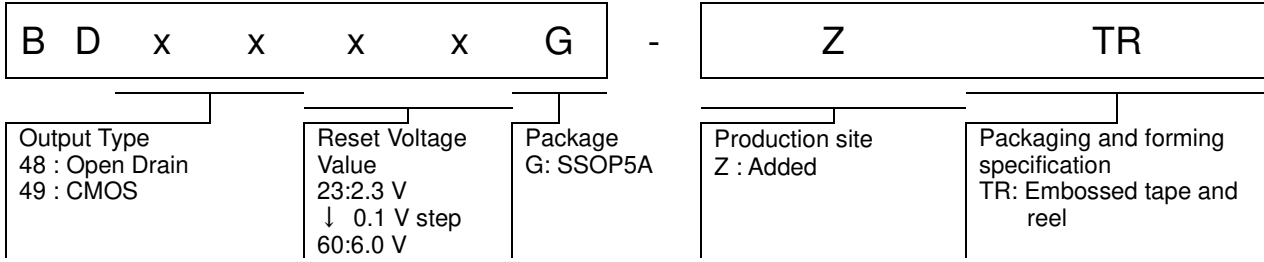 B D x x x x G - Z TR
Output Type
48 : Open Drain
49 : CMOS
Reset Voltage
Value
23:2.3 V
↓ 0.1 V step
60:6.0 V
Package
G: SSOP5A
Production site
Z : Added
Packaging and forming
specification
TR: Embossed tape and
reel